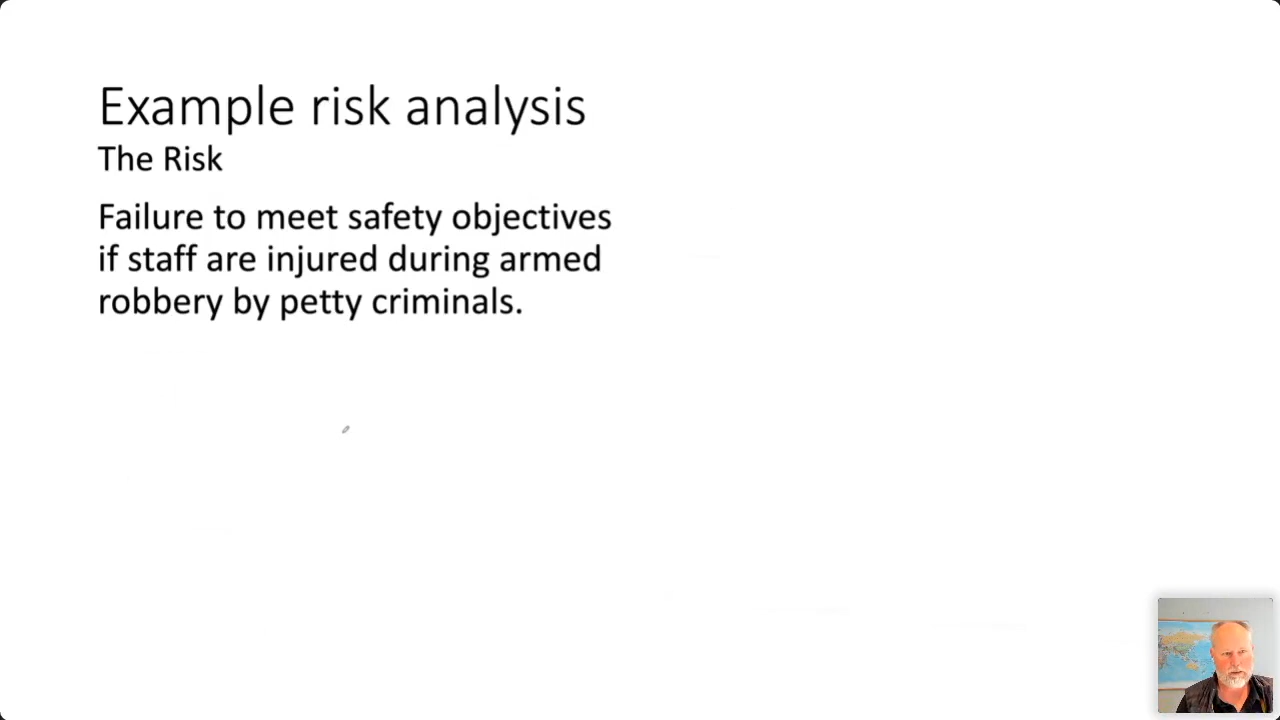 Example risk analysis
The Risk
Failure to meet safety objectives
if staff are injured during armed
robbery by petty criminals.